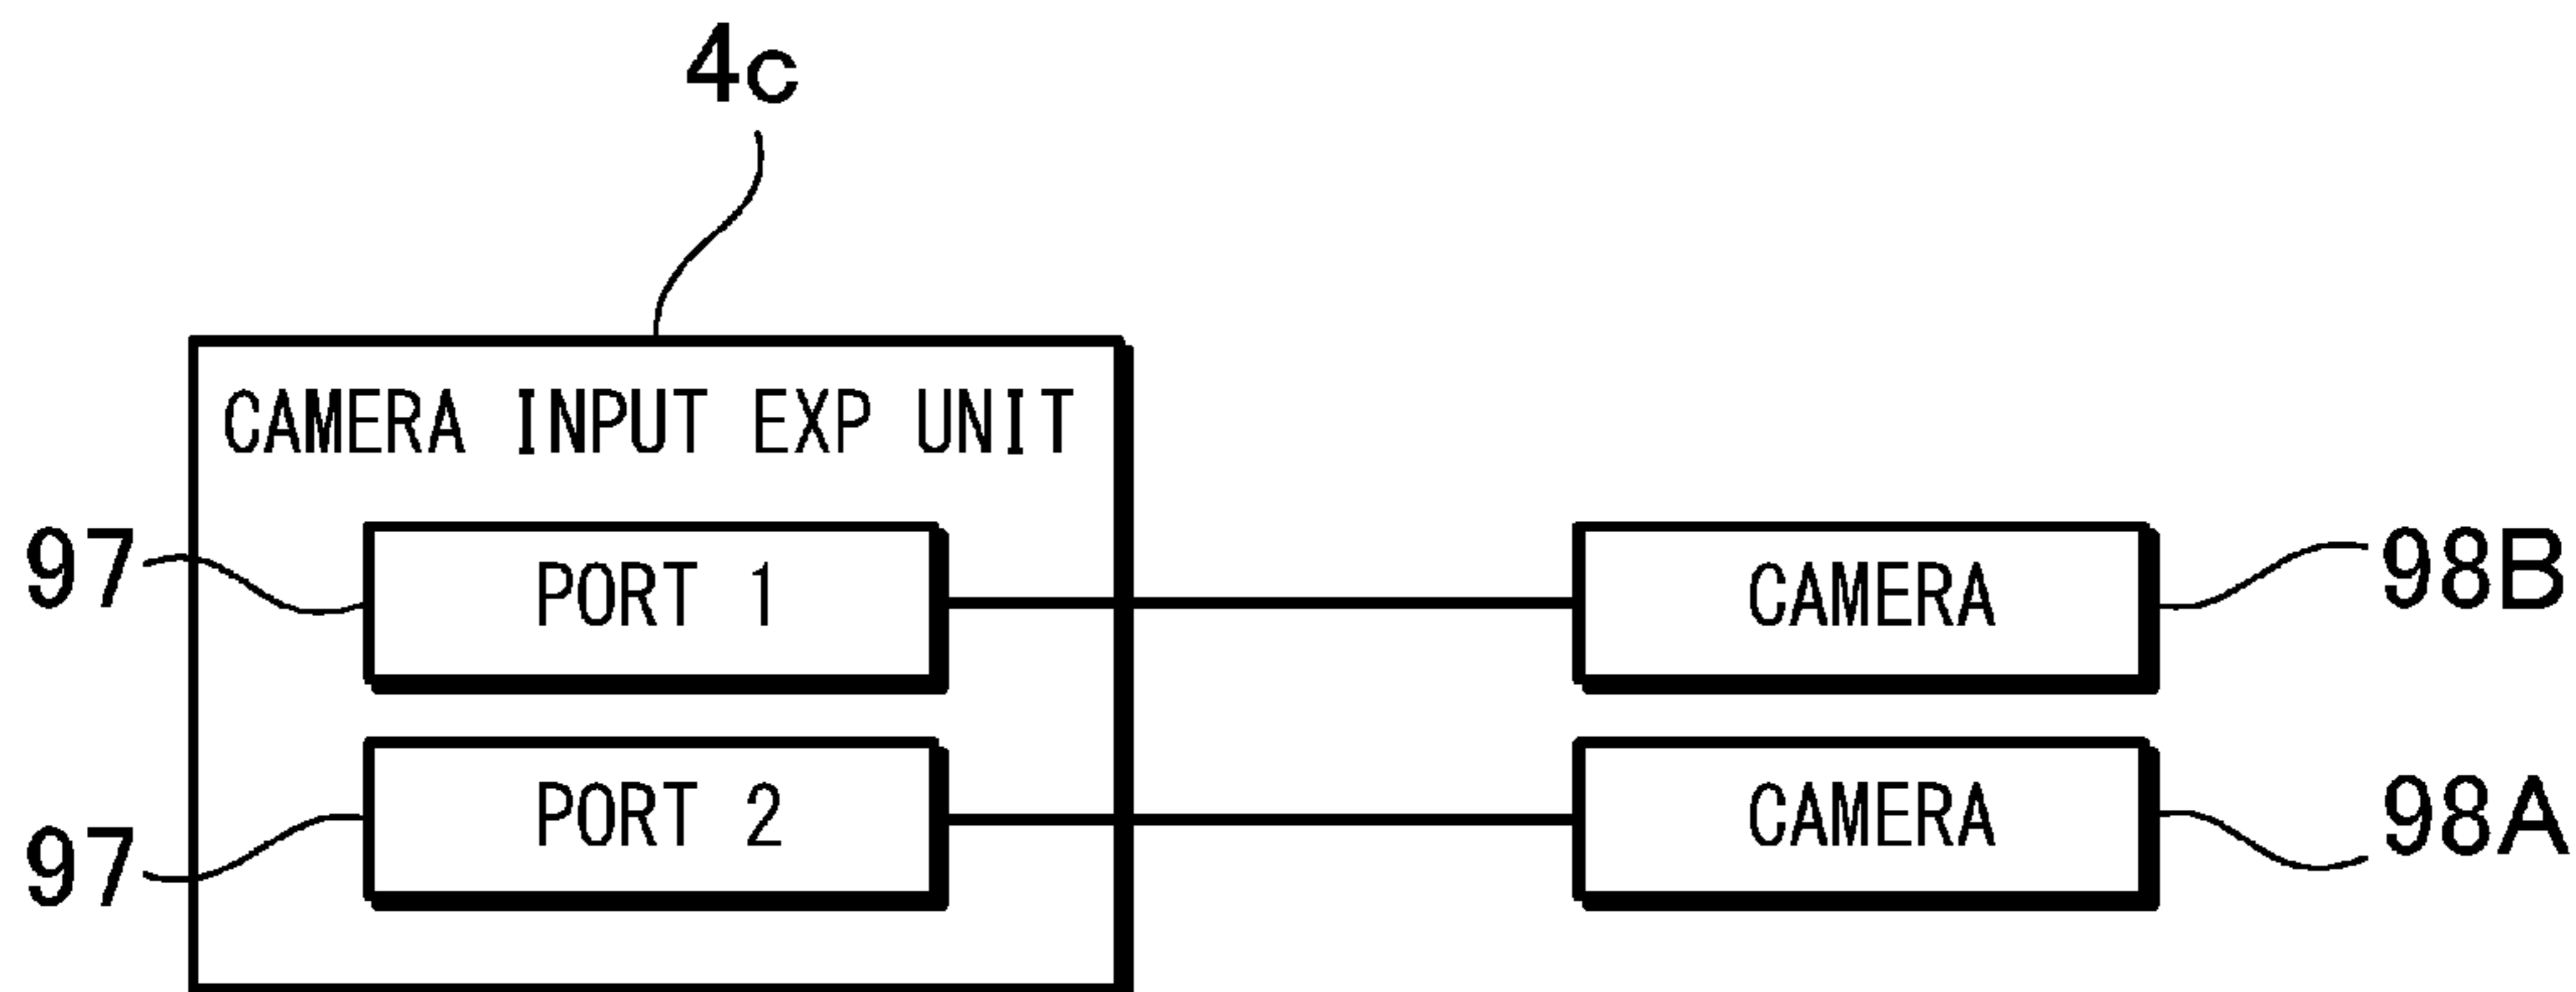 4c
CAMERA INPUT EXP UNIT
97 PORT 1 CAMERA 98B
97 PORT 2 CAMERA 98A